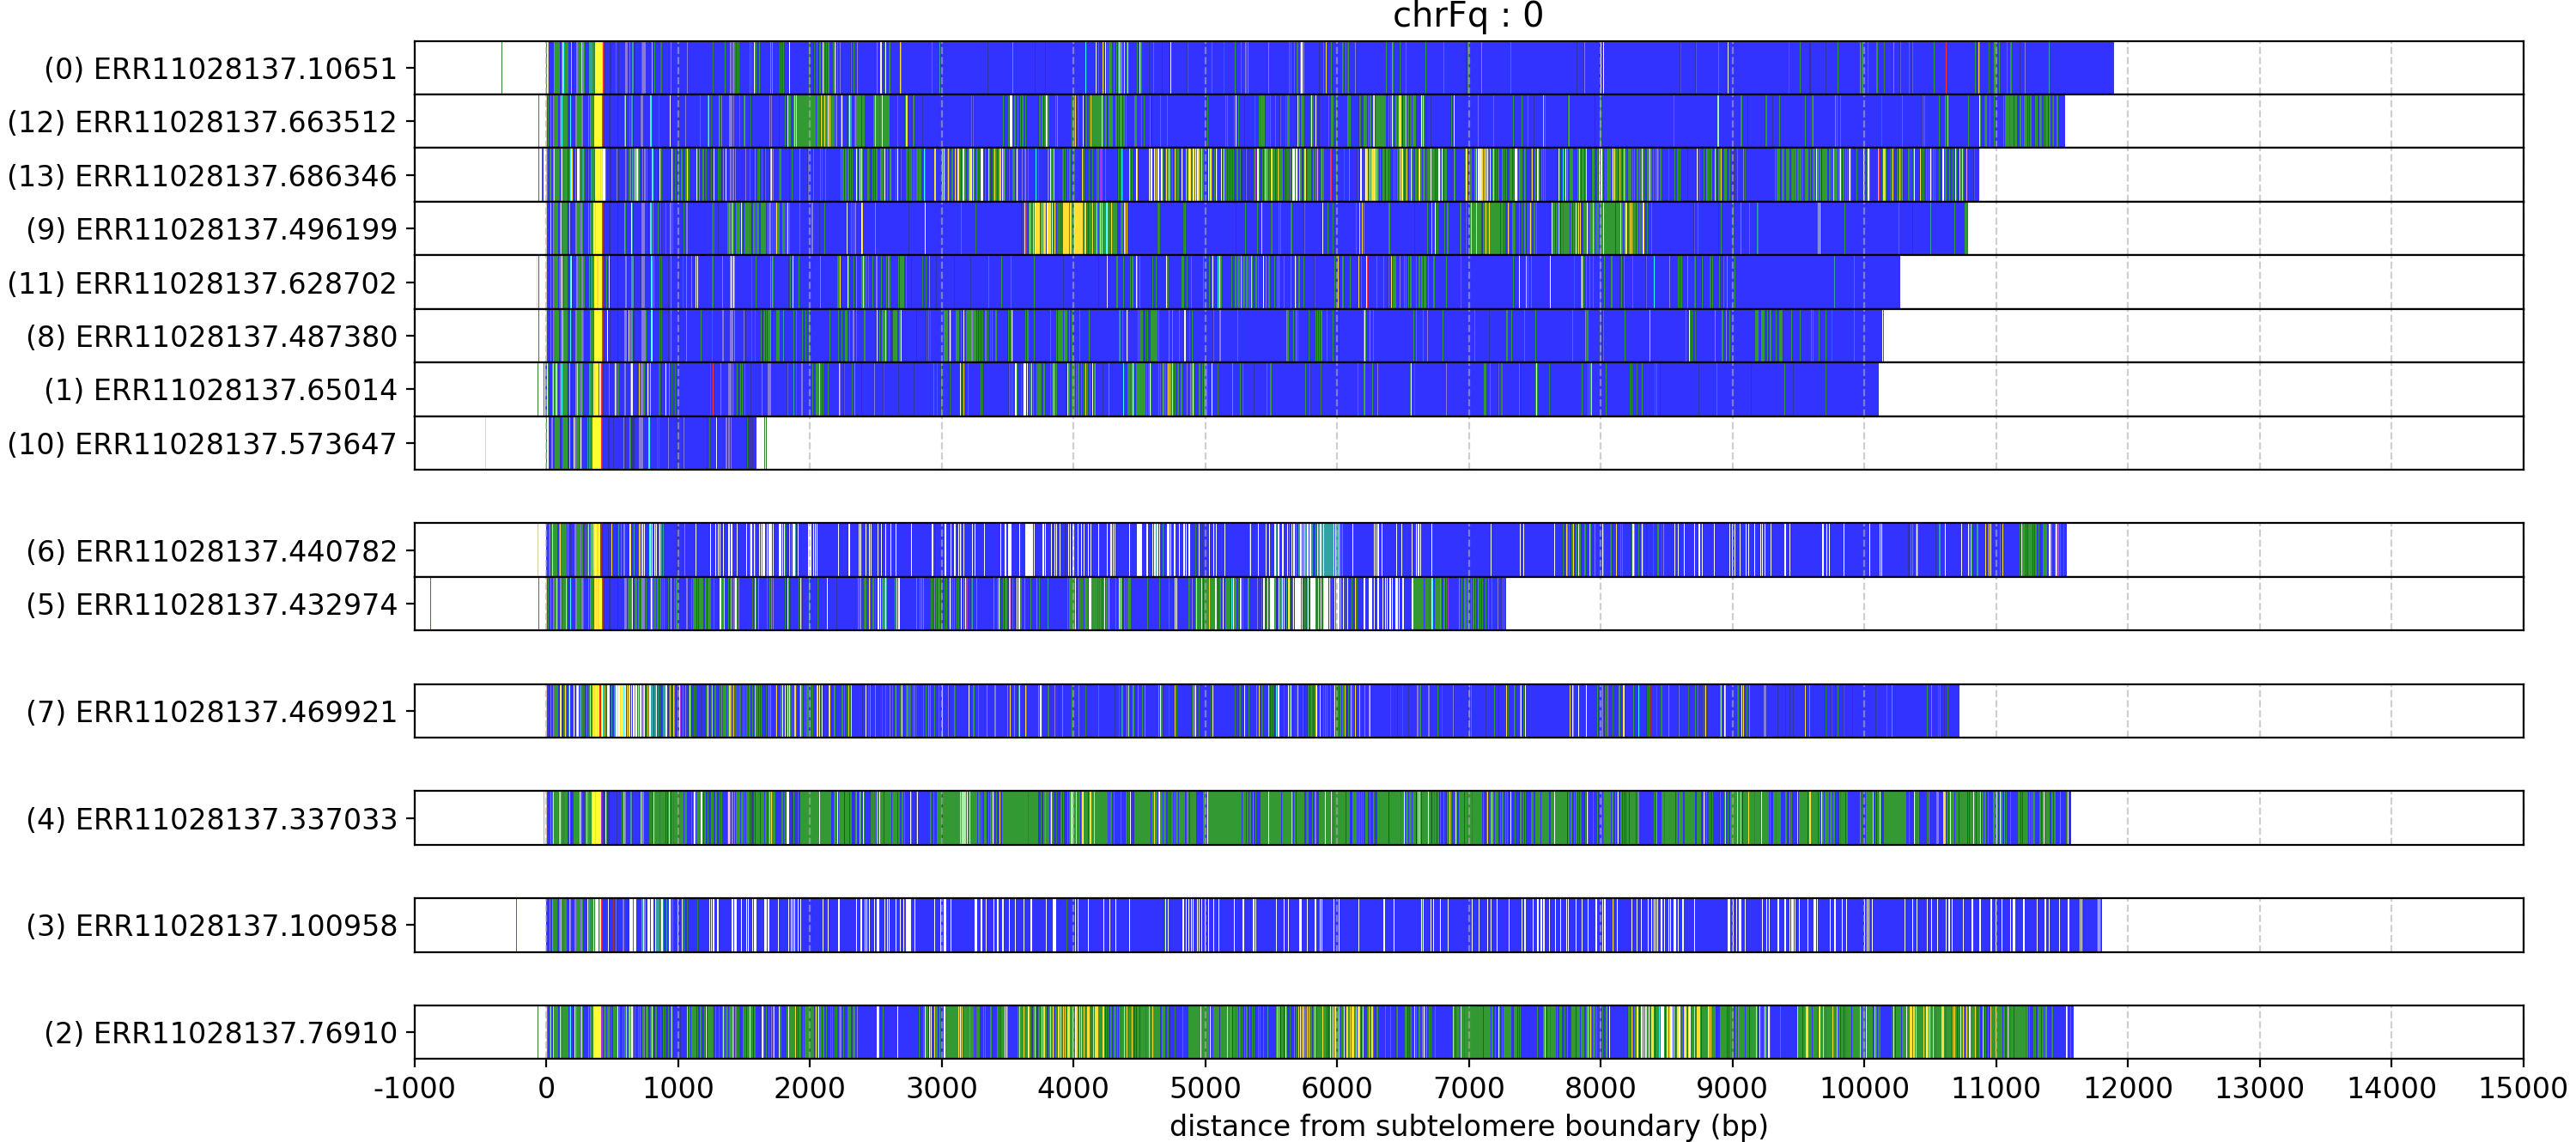 chrFq : 0
(0) ERR11028137.10651
(12) ERR11028137.663512
(13) ERR11028137.686346
(9) ERR11028137.496199
(11) ERR11028137.628702
(8) ERR11028137.487380
(1) ERR11028137.65014
(10) ERR11028137.573647
(6) ERR11028137.440782
(5) ERR11028137.432974
(7) ERR11028137.469921
(4) ERR11028137.337033
(3) ERR11028137.100958
(2) ERR11028137.76910
-1000 0 1000 2000 3000 4000 5000 6000 7000 8000 9000 10000 11000 12000 13000 14000 15000
distance from subtelomere boundary (bp)